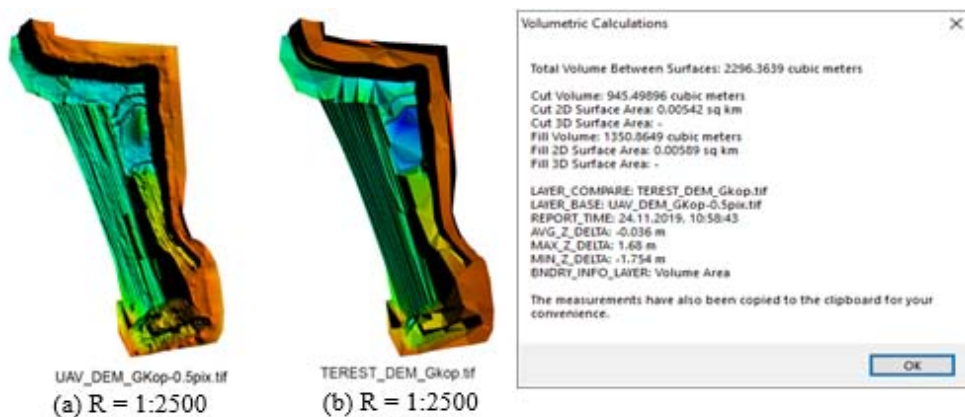 UAV_DEM_GKop-0.5pix.tif
(a) R = 1:2500
TEREST_DEM_Gkop.tif
(b) R = 1:2500
Volumetric Calculations
Total Volume Between Surfaces: 2296.3639 cubic meters
Cut Volume: 945.49896 cubic meters
Cut 2D Surface Area: 0.00542 sq km
Cut 3D Surface Area: -
Fill Volume: 1350.8649 cubic meters
Fill 2D Surface Area: 0.00589 sq km
Fill 3D Surface Area: -
LAYER_COMPARE: TEREST_DEM_Gkop.tif
LAYER_BASE: UAV_DEM_GKop-0.5pix.tif
REPORT_TIME: 24.11.2019, 10:58:43
AVG_Z_DELTA: -0.036 m
MAX_Z_DELTA: 1.68 m
MIN_Z_DELTA: -1.754 m
BNDRY_INFO_LAYER: Volume Area
The measurements have also been copied to the clipboard for your
convenience.
OK